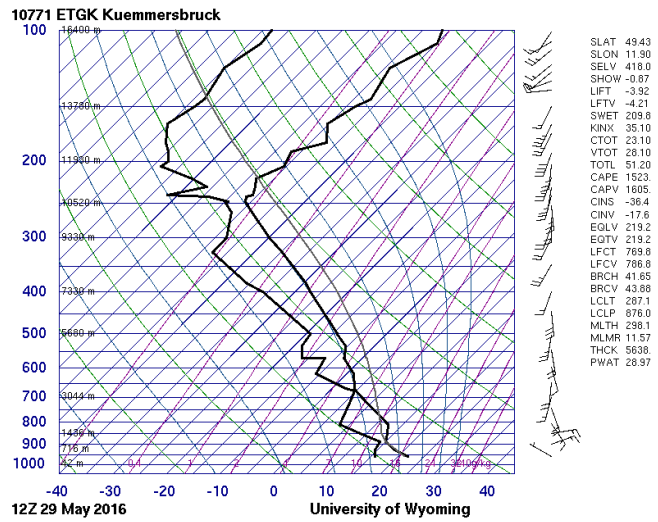 10771 ETGK Kuemmersbruck
100
16400 m
13780 m
200
11930 m
10520 m
300
9330 m
400
7330 m
500
5680 m
600
700
3044 m
800
1436 m
900
716 m
1000
42 m
0.4
1
2
4
7
10
16
24
32
40g/kg
-40
-30
-20
-10
0
10
20
30
40
12Z 29 May 2016
University of Wyoming
SLAT 49.43
SLON 11.90
SELV 418.0
SHOW -0.87
LIFT -3.92
LFTV -4.21
SWET 209.8
KINX 35.10
CTOT 23.10
VTOT 28.10
TOTL 51.20
CAPE 1523.
CAPV 1605.
CINS -36.4
CINV -17.6
EQLV 219.2
EQTV 219.2
LFCT 769.8
LFCV 786.8
BRCH 41.65
BRCV 43.88
LCLT 287.1
LCLP 876.0
MLTH 298.1
MLMR 11.57
THCK 5638.
PWAT 28.97